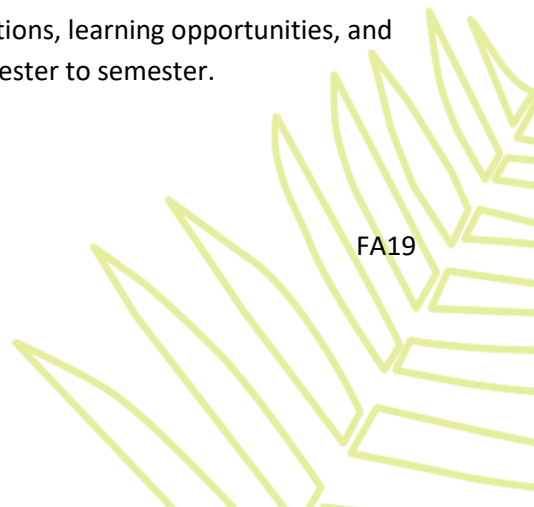 tions, learning opportunities, and
ester to semester.
FA19